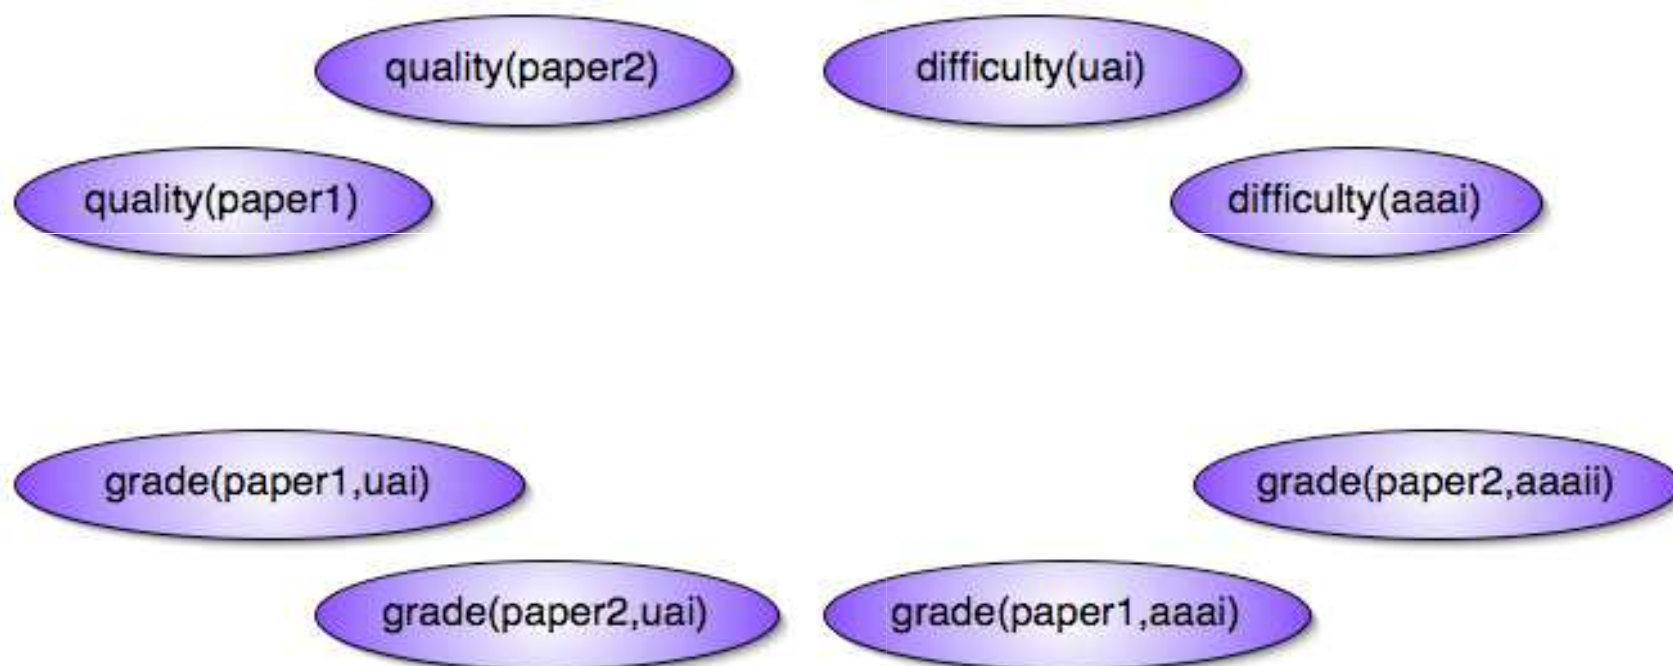 quality(paper2)
difficulty(uai)
quality(paper1)
difficulty(aaai)
grade(paper1,uai)
grade(paper2,aaaii)
grade(paper2,uai)
grade(paper1,aaai)